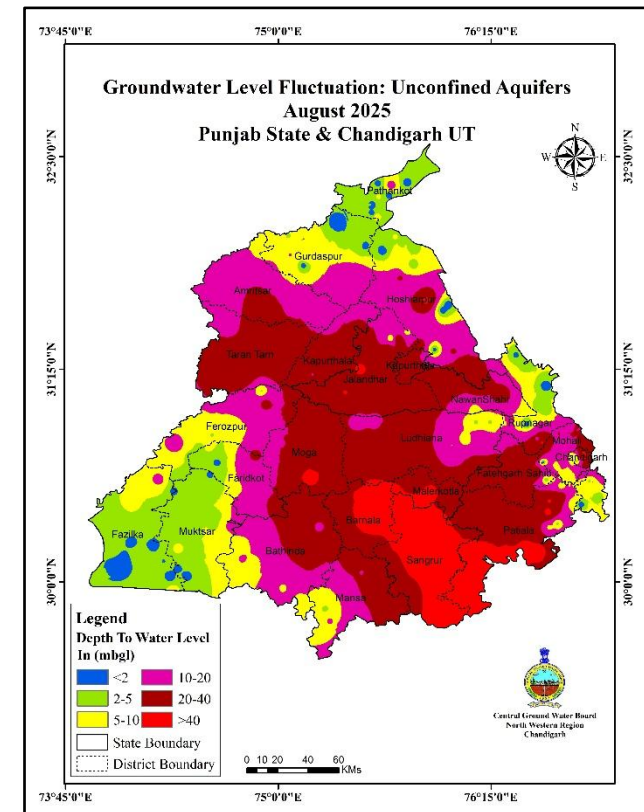 73°45'0"E
75°0'0"E
76°15'0"E
Groundwater Level Fluctuation: Unconfined Aquifers
August 2025
Punjab State & Chandigarh UT
N
W
E
S
32°30'0"N
32°30'0"N
Pathankot
Gurdaspur
Amritsar
Hoshiarpur
31°15'0"N
31°15'0"N
Taran Tarn
Kapurthala
Kapurthala
Jalandhar
NawanShahr
Rupnagar
Ferozpur
Mohali
Ludhiana
Chandigarh
Moga
Fatehgarh Sahib
Faridkot
Malerkotla
Fazilka
Muktsar
Barnala
Patiala
Bathinda
Sangrur
30°0'0"N
30°0'0"N
Mansa
Legend
Depth To Water Level
In (mbgl)
<2
10-20
2-5
20-40
5-10
>40
State Boundary
District Boundary
0 10 20 40 60
KMs
Central Ground Water Board
North Western Region
Chandigarh
73°45'0"E
75°0'0"E
76°15'0"E